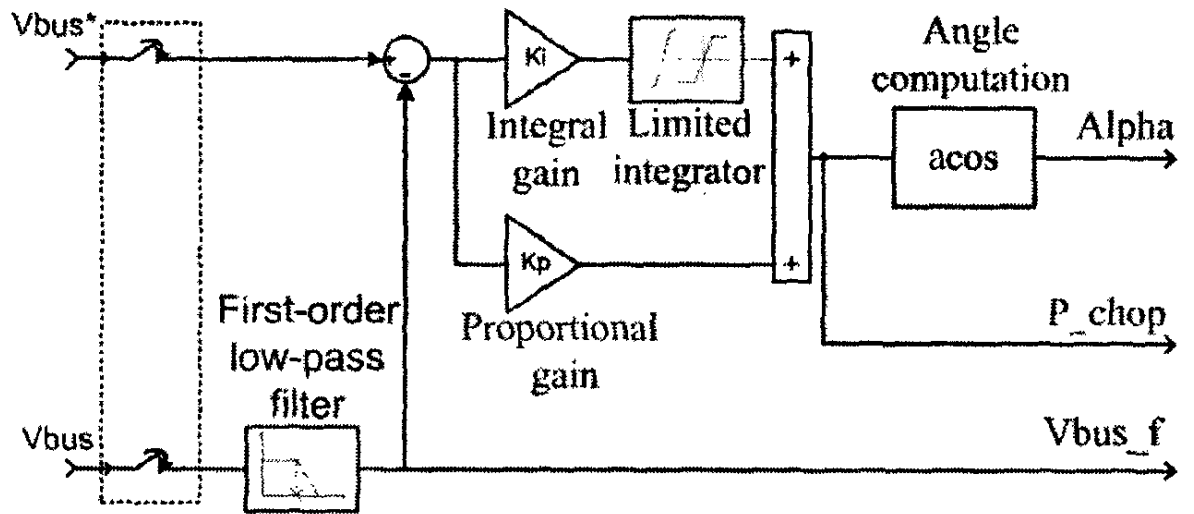 Vbus*
Ki
Integral
gain
Limited
integrator
Angle
computation
acos
Alpha
Kp
Proportional
gain
P_chop
First-order
low-pass
filter
Vbus
Vbus_f